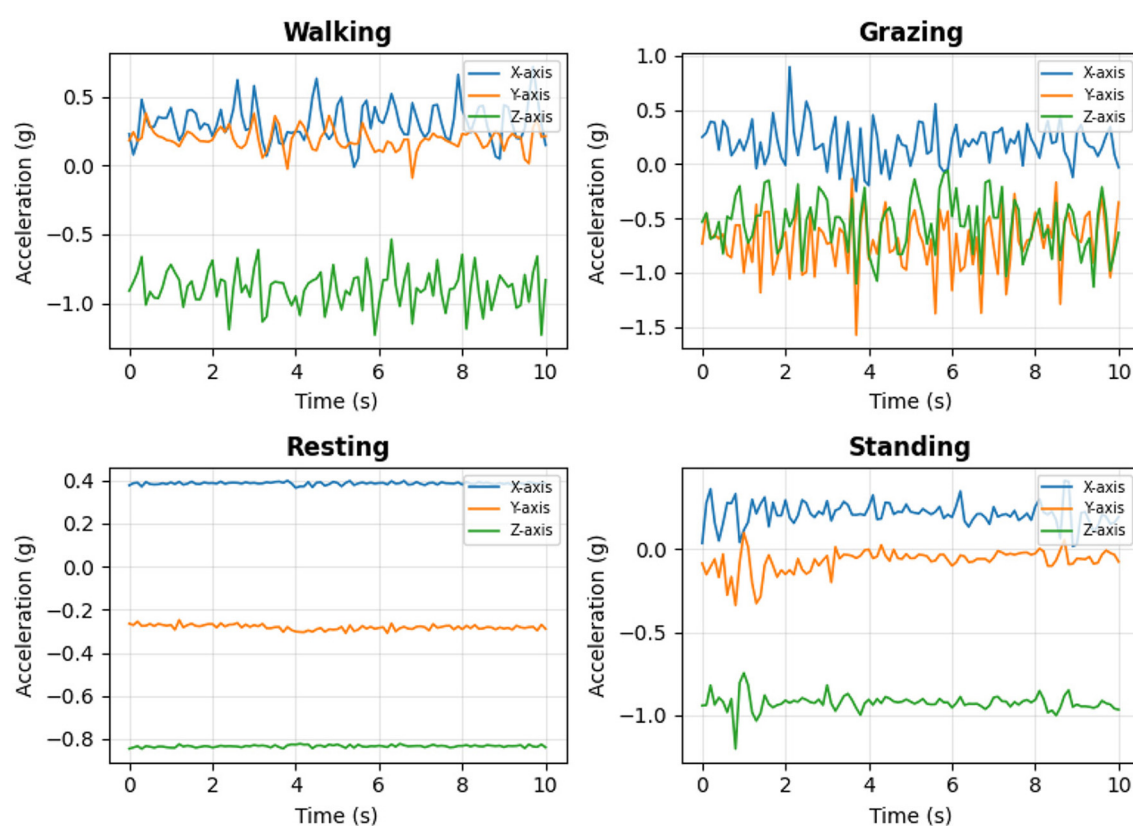 Walking
Acceleration (g)
0.5
0.0
−0.5
−1.0
0 2 4 6 8 10
Time (s)
X-axis
Y-axis
Z-axis
Grazing
Acceleration (g)
1.0
0.5
0.0
−0.5
−1.0
−1.5
0 2 4 6 8 10
Time (s)
X-axis
Y-axis
Z-axis
Resting
Acceleration (g)
0.4
0.2
0.0
−0.2
−0.4
−0.6
−0.8
0 2 4 6 8 10
Time (s)
X-axis
Y-axis
Z-axis
Standing
Acceleration (g)
0.0
−0.5
−1.0
0 2 4 6 8 10
Time (s)
X-axis
Y-axis
Z-axis